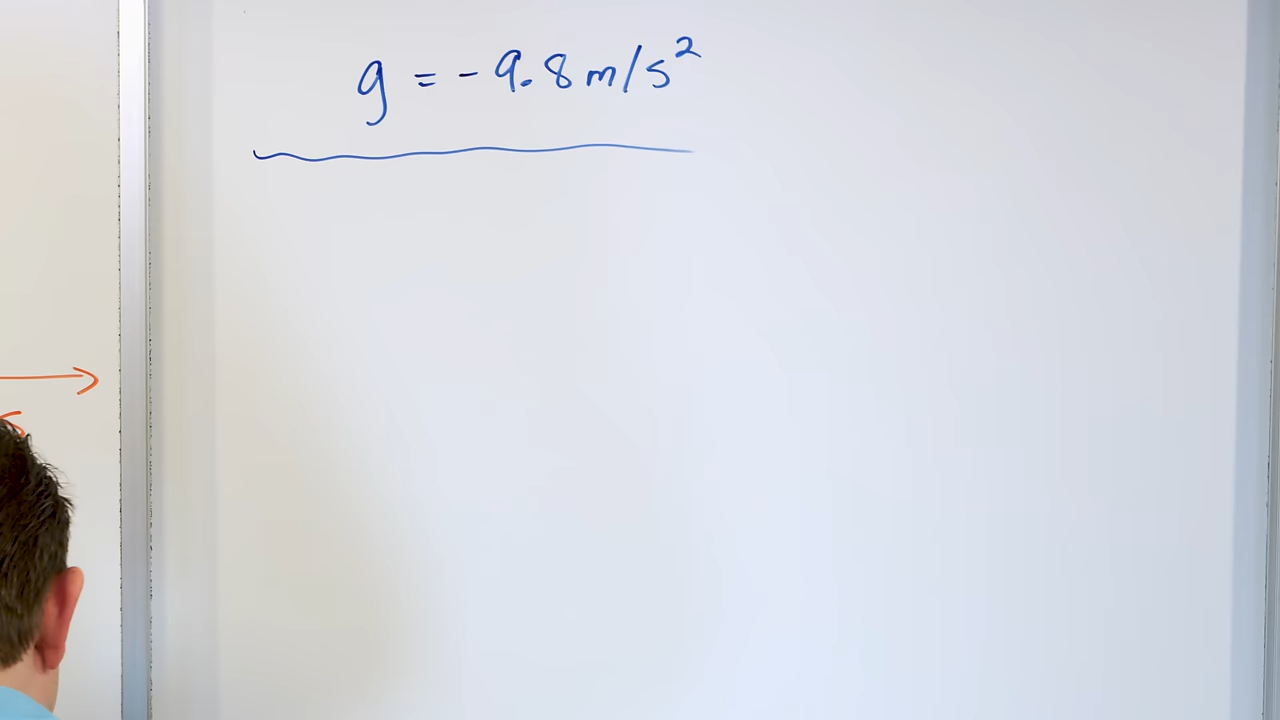 g = -9.8 m/s²